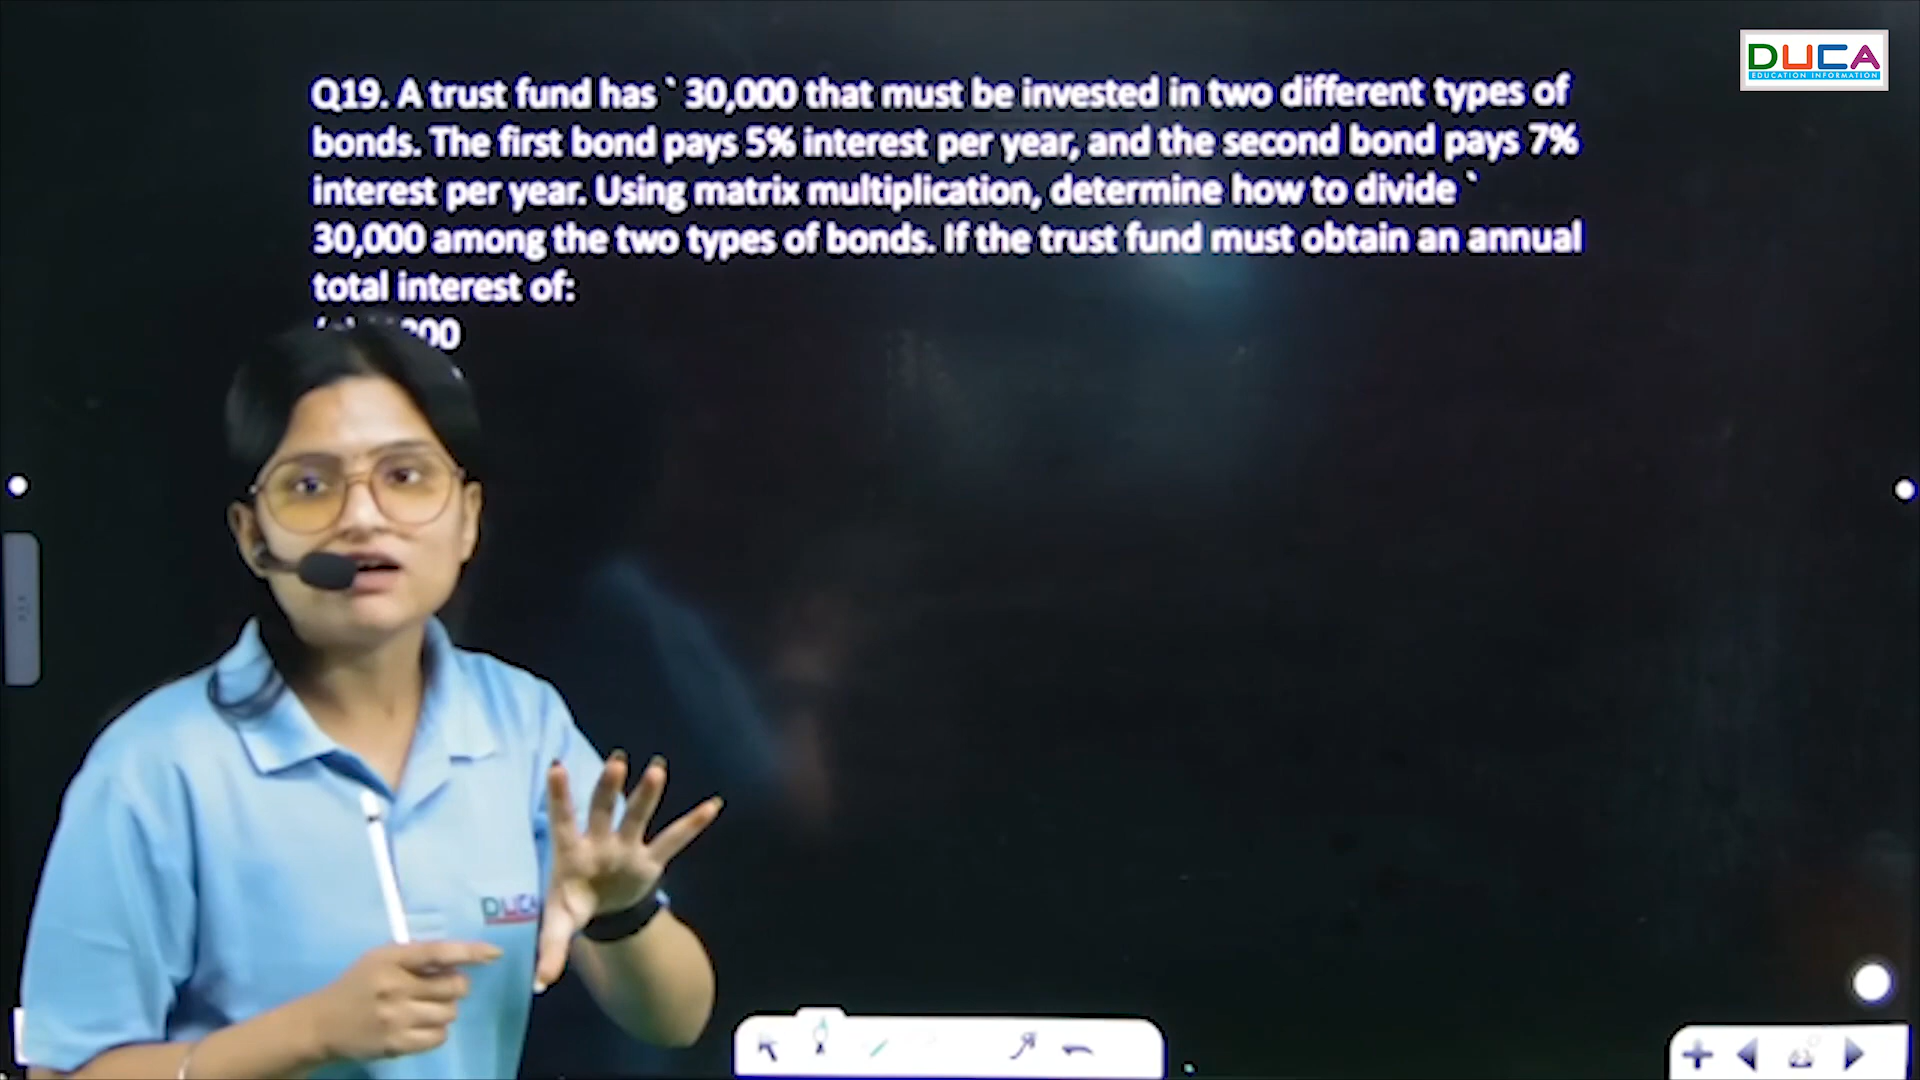 DUCA
EDUCATION INFORMATION
Q19. A trust fund has ` 30,000 that must be invested in two different types of
bonds. The first bond pays 5% interest per year, and the second bond pays 7%
interest per year. Using matrix multiplication, determine how to divide `
30,000 among the two types of bonds. If the trust fund must obtain an annual
total interest of:
DUCA